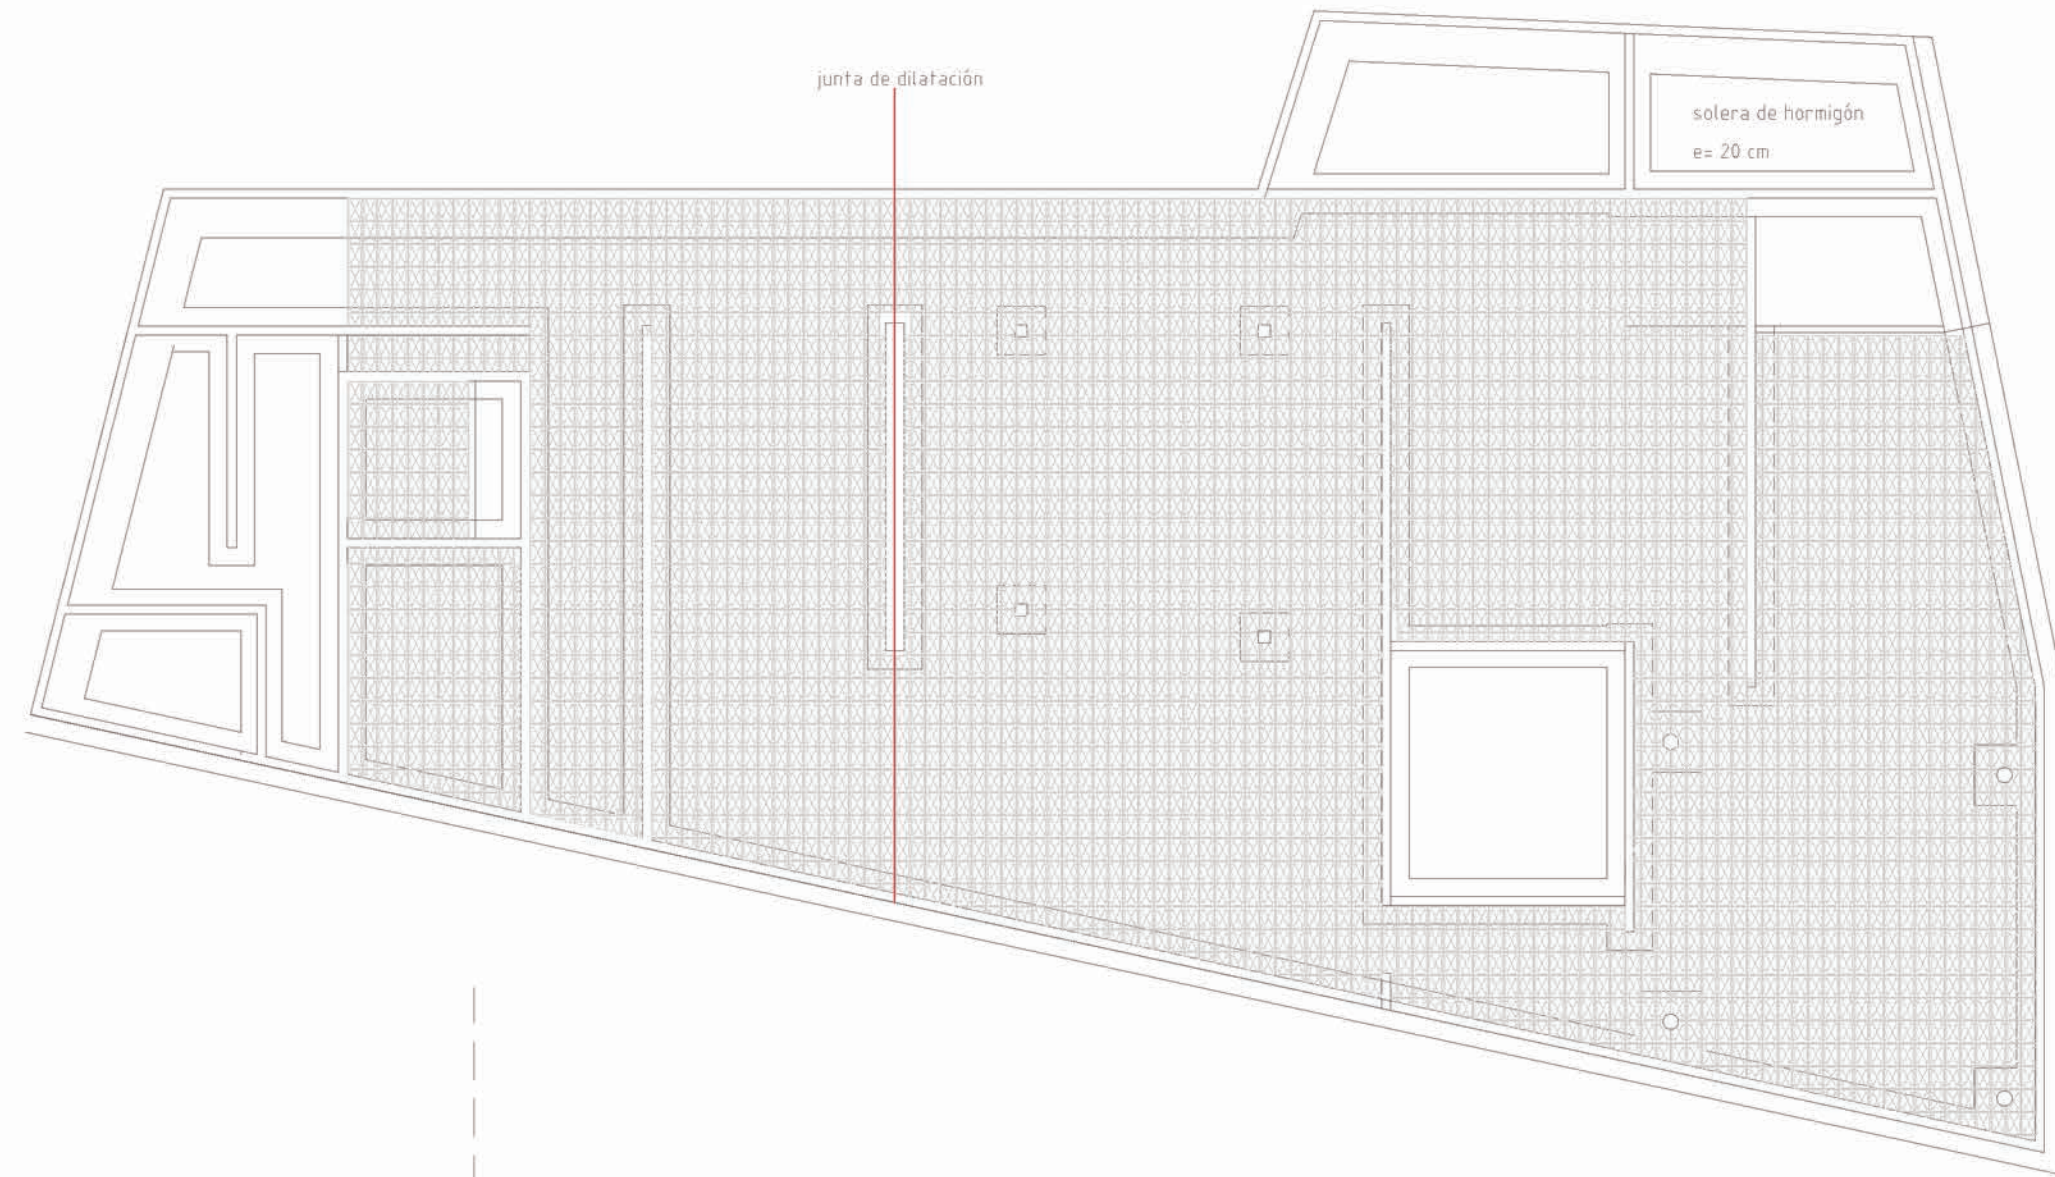 junta de dilatación
solera de hormigón
e= 20 cm